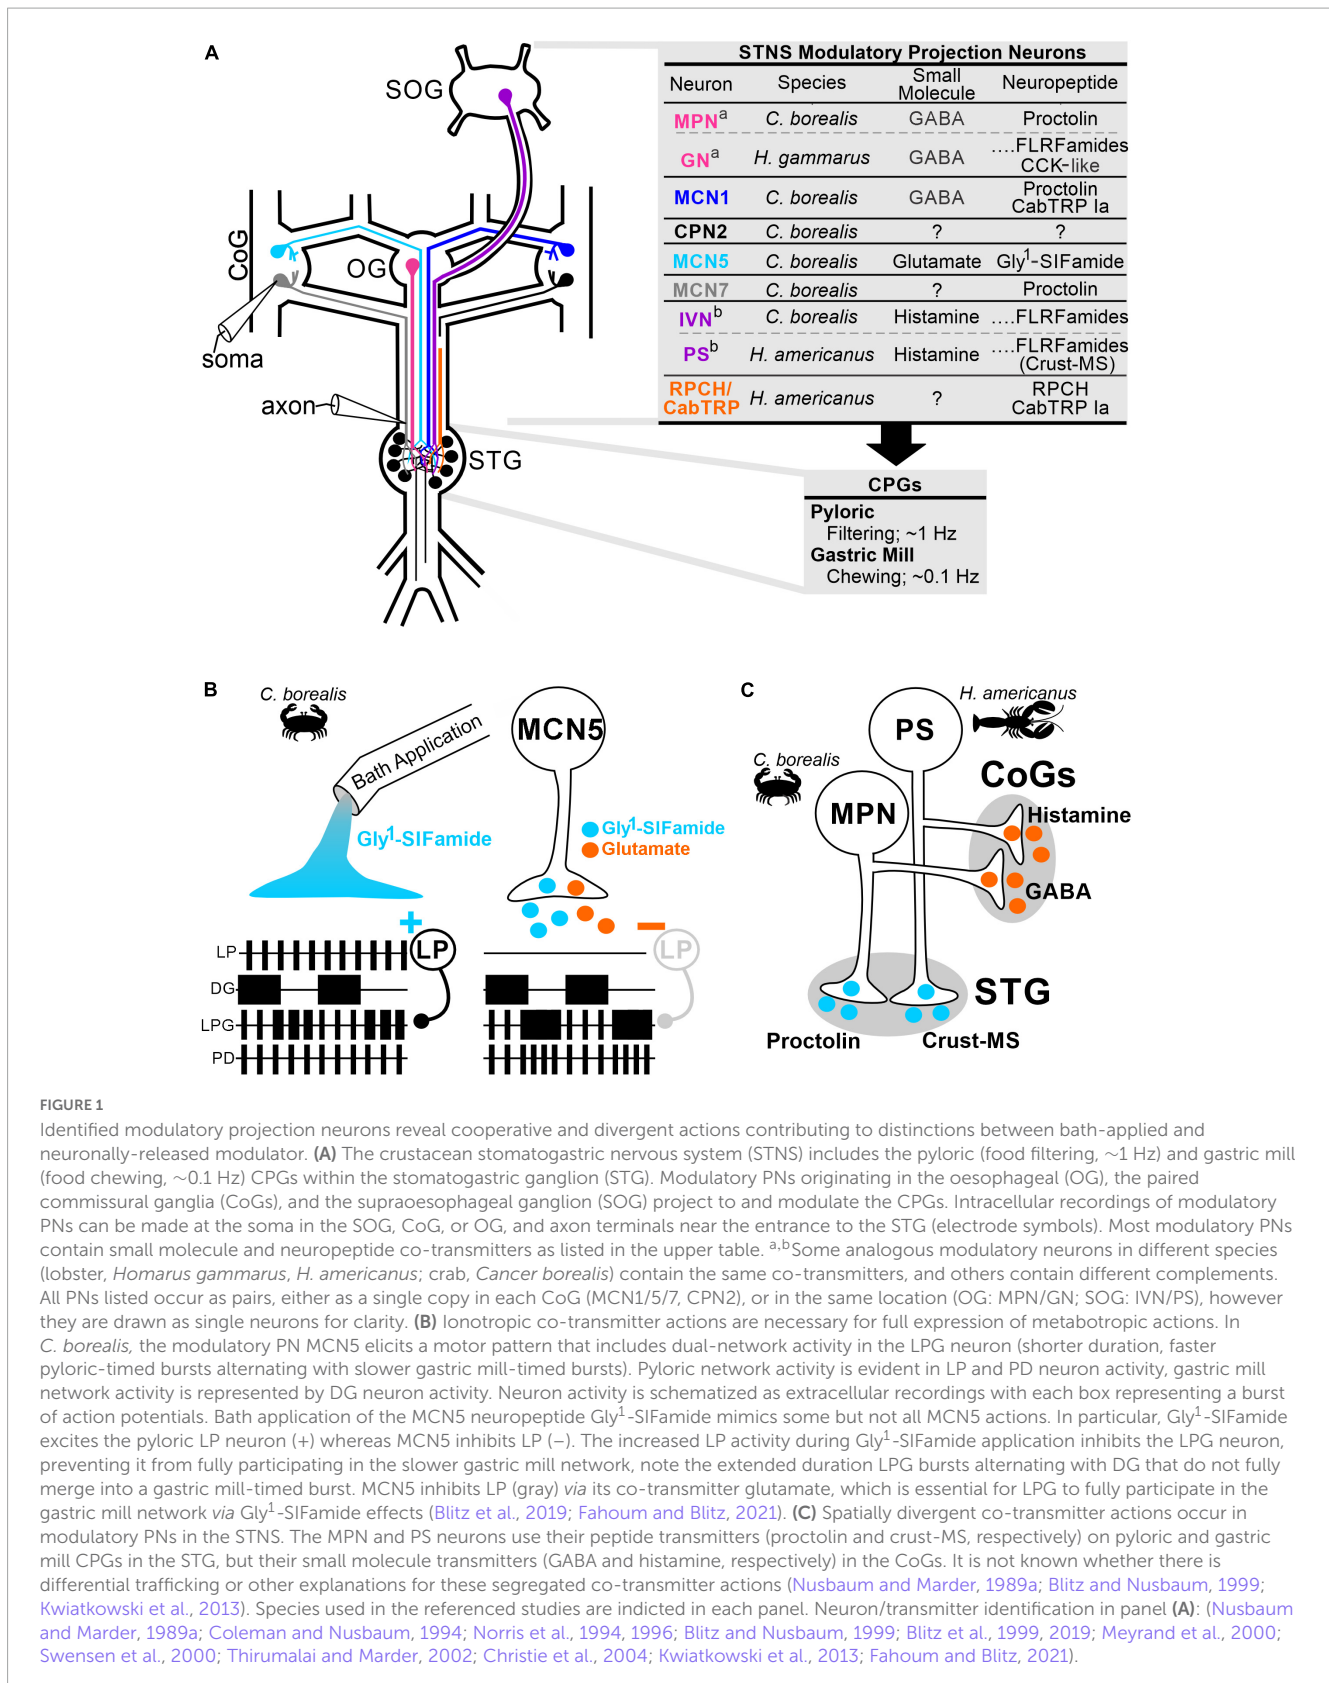 A
SOG
CoG
OG
soma
axon
STG
STNS Modulatory Projection Neurons
Neuron Species Small Molecule Neuropeptide
MPNᵃ C. borealis GABA Proctolin
GNᵃ H. gammarus GABA ....FLRFamides CCK-like
MCN1 C. borealis GABA Proctolin CabTRP Ia
CPN2 C. borealis ? ?
MCN5 C. borealis Glutamate Gly¹-SIFamide
MCN7 C. borealis ? Proctolin
IVNᵇ C. borealis Histamine ....FLRFamides
PSᵇ H. americanus Histamine ....FLRFamides (Crust-MS)
RPCH/CabTRP H. americanus ? RPCH CabTRP Ia
CPGs
Pyloric
Filtering; ~1 Hz
Gastric Mill
Chewing; ~0.1 Hz
B
C. borealis
Bath Application
Gly¹-SIFamide
+
LP
LP
DG
LPG
PD
MCN5
Gly¹-SIFamide
Glutamate
−
LP
C
H. americanus
PS
C. borealis
MPN
CoGs
Histamine
GABA
STG
Proctolin
Crust-MS
FIGURE 1
Identified modulatory projection neurons reveal cooperative and divergent actions contributing to distinctions between bath-applied and
neuronally-released modulator. (A) The crustacean stomatogastric nervous system (STNS) includes the pyloric (food filtering, ∼1 Hz) and gastric mill
(food chewing, ∼0.1 Hz) CPGs within the stomatogastric ganglion (STG). Modulatory PNs originating in the oesophageal (OG), the paired
commissural ganglia (CoGs), and the supraoesophageal ganglion (SOG) project to and modulate the CPGs. Intracellular recordings of modulatory
PNs can be made at the soma in the SOG, CoG, or OG, and axon terminals near the entrance to the STG (electrode symbols). Most modulatory PNs
contain small molecule and neuropeptide co-transmitters as listed in the upper table. ᵃ,ᵇSome analogous modulatory neurons in different species
(lobster, Homarus gammarus, H. americanus; crab, Cancer borealis) contain the same co-transmitters, and others contain different complements.
All PNs listed occur as pairs, either as a single copy in each CoG (MCN1/5/7, CPN2), or in the same location (OG: MPN/GN; SOG: IVN/PS), however
they are drawn as single neurons for clarity. (B) Ionotropic co-transmitter actions are necessary for full expression of metabotropic actions. In
C. borealis, the modulatory PN MCN5 elicits a motor pattern that includes dual-network activity in the LPG neuron (shorter duration, faster
pyloric-timed bursts alternating with slower gastric mill-timed bursts). Pyloric network activity is evident in LP and PD neuron activity, gastric mill
network activity is represented by DG neuron activity. Neuron activity is schematized as extracellular recordings with each box representing a burst
of action potentials. Bath application of the MCN5 neuropeptide Gly¹-SIFamide mimics some but not all MCN5 actions. In particular, Gly¹-SIFamide
excites the pyloric LP neuron (+) whereas MCN5 inhibits LP (−). The increased LP activity during Gly¹-SIFamide application inhibits the LPG neuron,
preventing it from fully participating in the slower gastric mill network, note the extended duration LPG bursts alternating with DG that do not fully
merge into a gastric mill-timed burst. MCN5 inhibits LP (gray) via its co-transmitter glutamate, which is essential for LPG to fully participate in the
gastric mill network via Gly¹-SIFamide effects (Blitz et al., 2019; Fahoum and Blitz, 2021). (C) Spatially divergent co-transmitter actions occur in
modulatory PNs in the STNS. The MPN and PS neurons use their peptide transmitters (proctolin and crust-MS, respectively) on pyloric and gastric
mill CPGs in the STG, but their small molecule transmitters (GABA and histamine, respectively) in the CoGs. It is not known whether there is
differential trafficking or other explanations for these segregated co-transmitter actions (Nusbaum and Marder, 1989a; Blitz and Nusbaum, 1999;
Kwiatkowski et al., 2013). Species used in the referenced studies are indicted in each panel. Neuron/transmitter identification in panel (A): (Nusbaum
and Marder, 1989a; Coleman and Nusbaum, 1994; Norris et al., 1994, 1996; Blitz and Nusbaum, 1999; Blitz et al., 1999, 2019; Meyrand et al., 2000;
Swensen et al., 2000; Thirumalai and Marder, 2002; Christie et al., 2004; Kwiatkowski et al., 2013; Fahoum and Blitz, 2021).